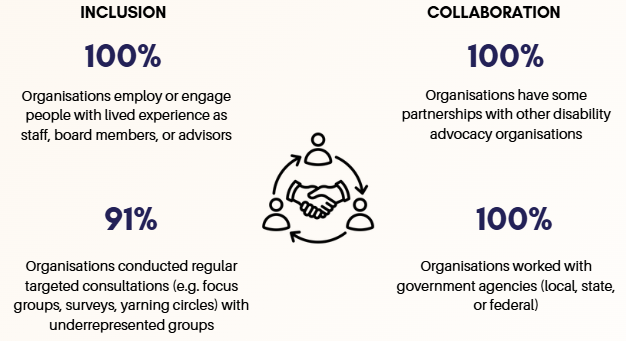 INCLUSION
100%
Organisations employ or engage
people with lived experience as
staff, board members, or advisors
91%
Organisations conducted regular
targeted consultations (e.g. focus
groups, surveys, yarning circles) with
underrepresented groups
COLLABORATION
100%
Organisations have some
partnerships with other disability
advocacy organisations
100%
Organisations worked with
government agencies (local, state,
or federal)